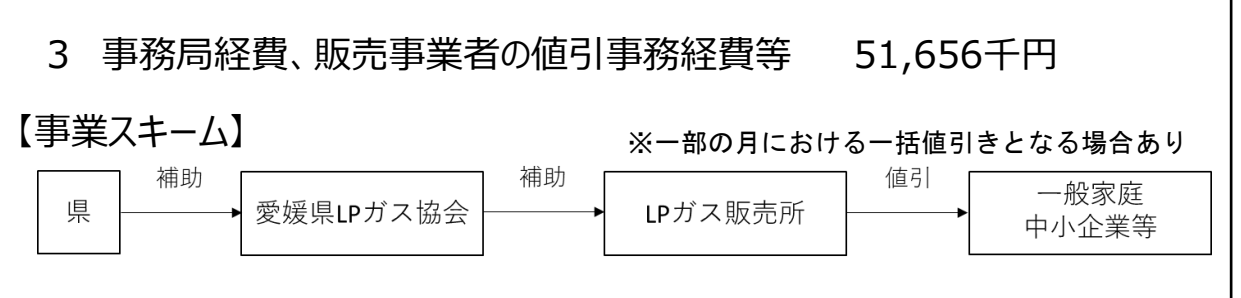 3 事務局経費、販売事業者の値引事務経費等 51,656千円
【事業スキーム】
※一部の月における一括値引きとなる場合あり
県
補助
愛媛県LPガス協会
補助
LPガス販売所
値引
一般家庭
中小企業等